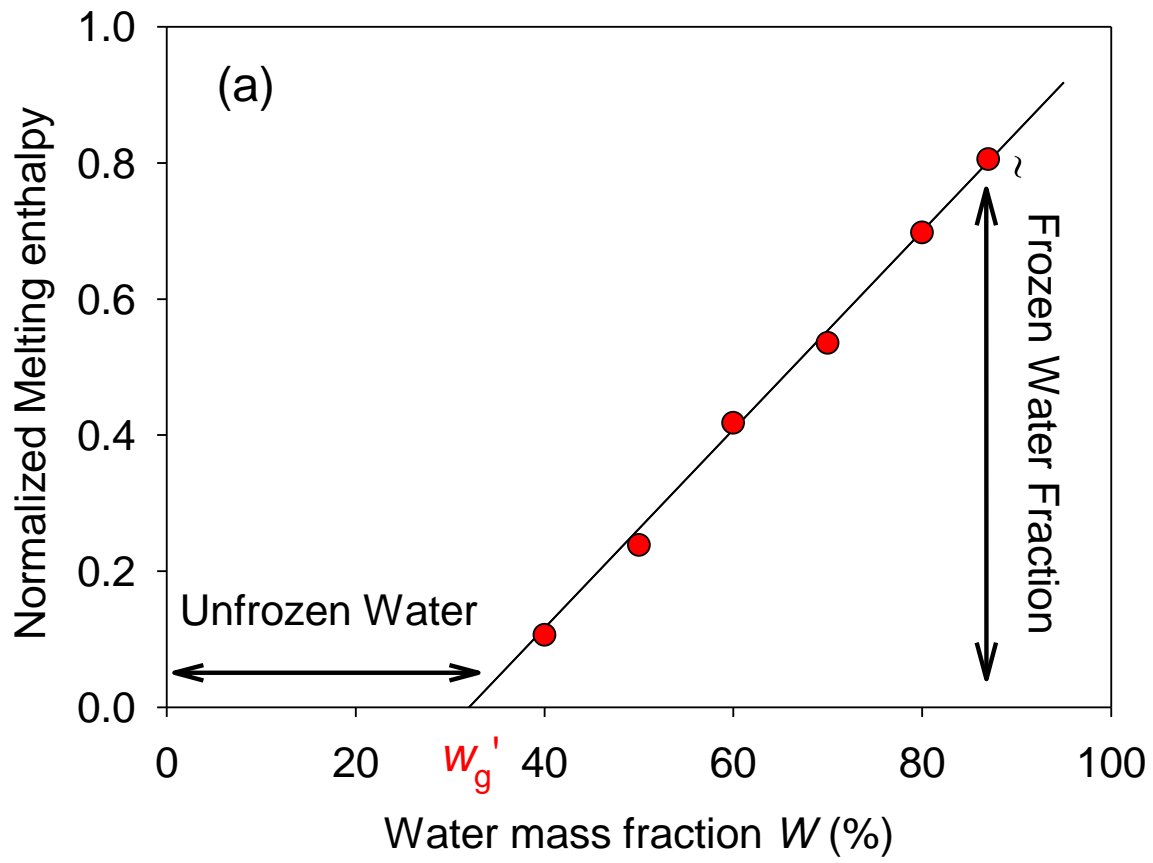 (a)
Normalized Melting enthalpy
1.0
0.8
0.6
0.4
0.2
0.0
~
Frozen Water Fraction
Unfrozen Water
0 20 Wg' 40 60 80 100
Water mass fraction W (%)